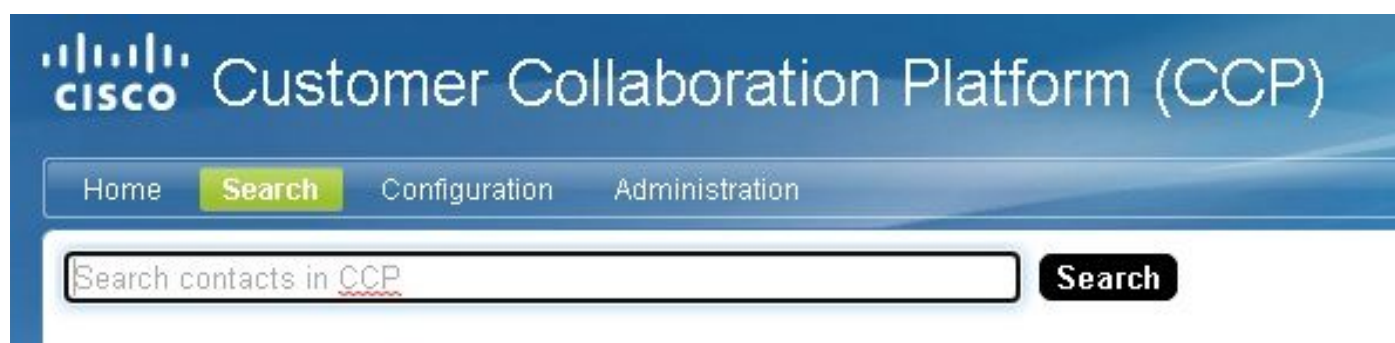 cisco Customer Collaboration Platform (CCP)
Home Search Configuration Administration
Search contacts in CCP Search